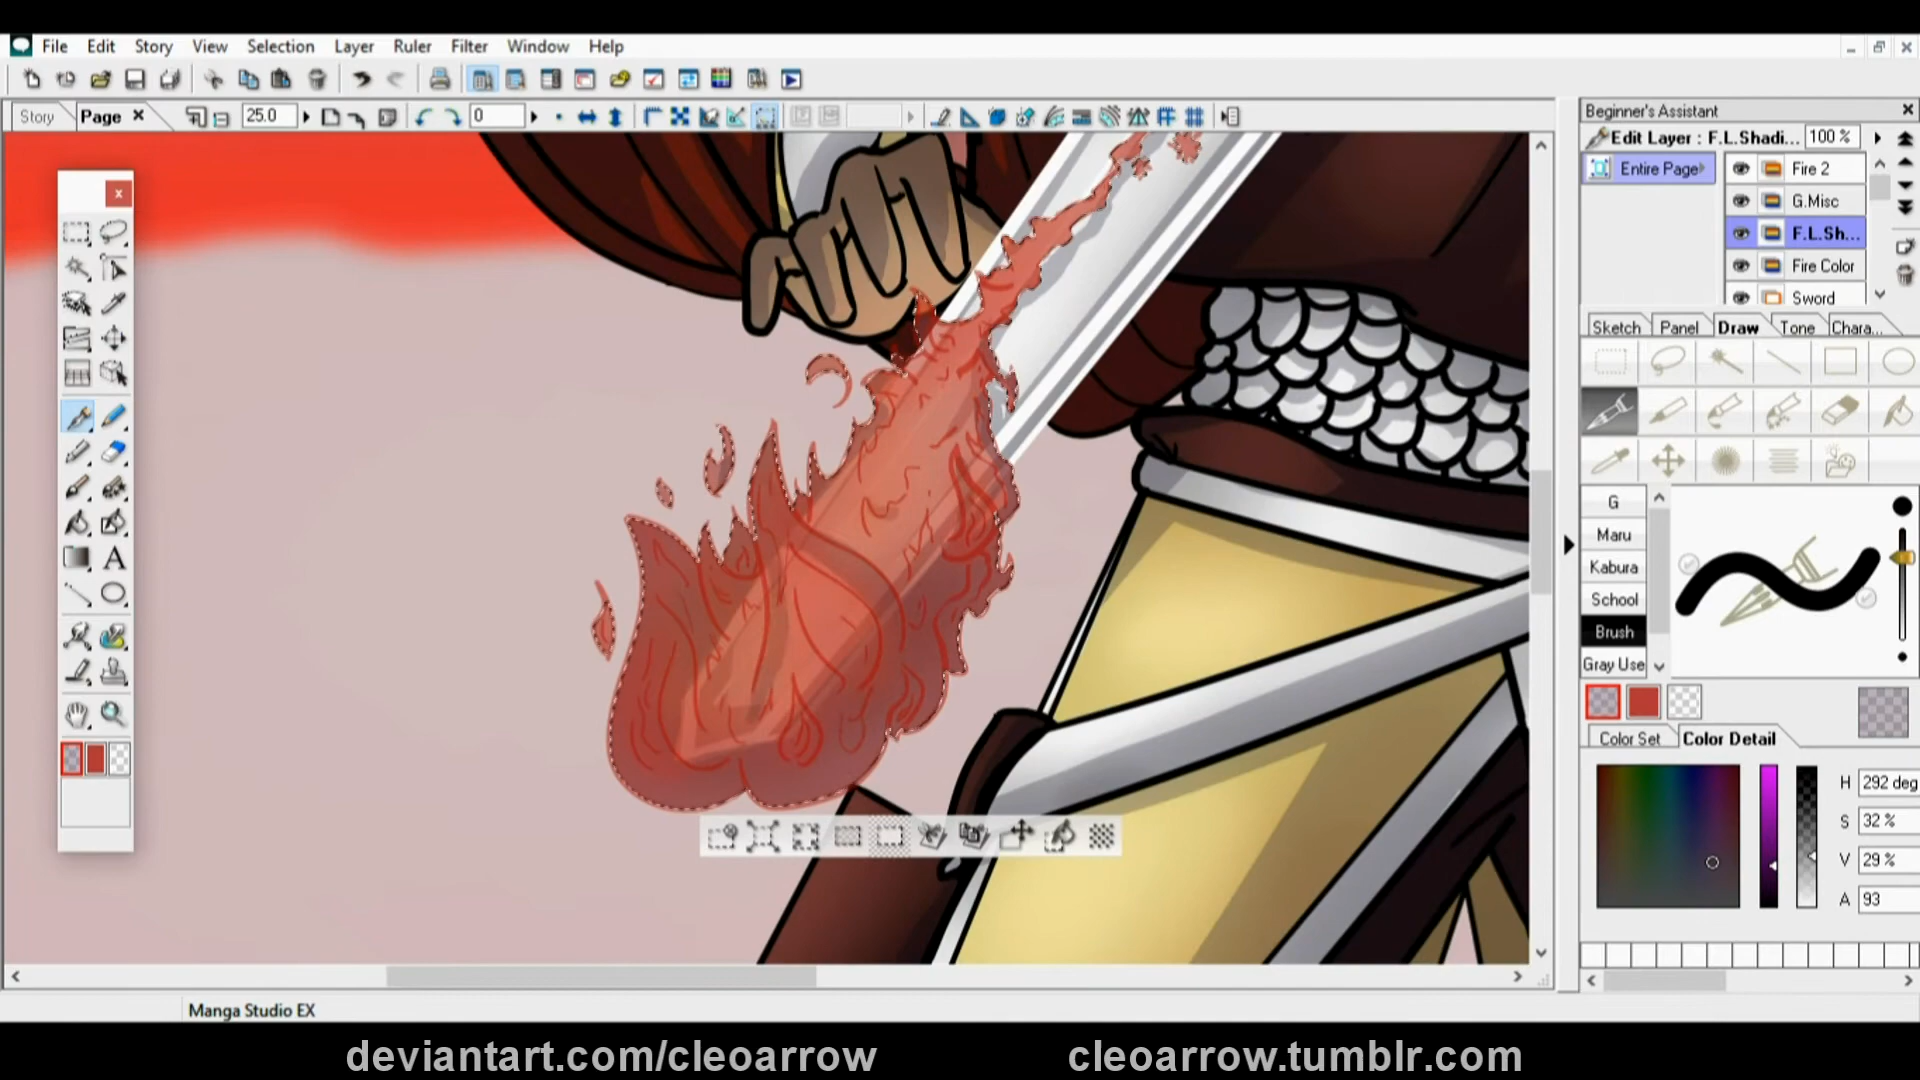 File Edit Story View Selection Layer Ruler Filter Window Help
Story Page 25.0 0
Beginner's Assistant
Edit Layer : F.L.Shadi... 100 %
Entire Page
Fire 2
G.Misc
F.L.Sh...
Fire Color
Sword
Sketch Panel Draw Tone Chara...
G
Maru
Kabura
School
Brush
Gray Use
Color Set Color Detail
H 292 deg
S 32 %
V 29 %
A 93
A
Manga Studio EX
deviantart.com/cleoarrow cleoarrow.tumblr.com